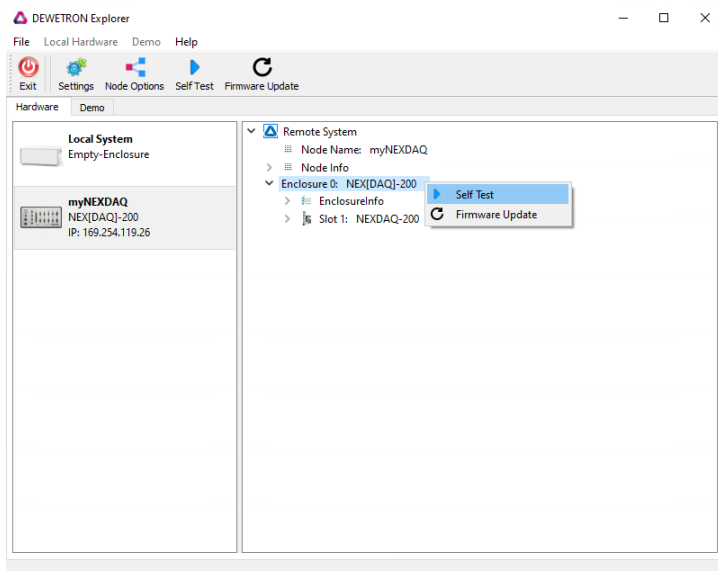 DEWETRON Explorer
File Local Hardware Demo Help
Exit Settings Node Options Self Test Firmware Update
Hardware Demo
Local System
Empty-Enclosure
myNEXDAQ
NEX[DAQ]-200
IP: 169.254.119.26
Remote System
Node Name: myNEXDAQ
Node Info
Enclosure 0: NEX[DAQ]-200
EnclosureInfo
Slot 1: NEXDAQ-200
Self Test
Firmware Update